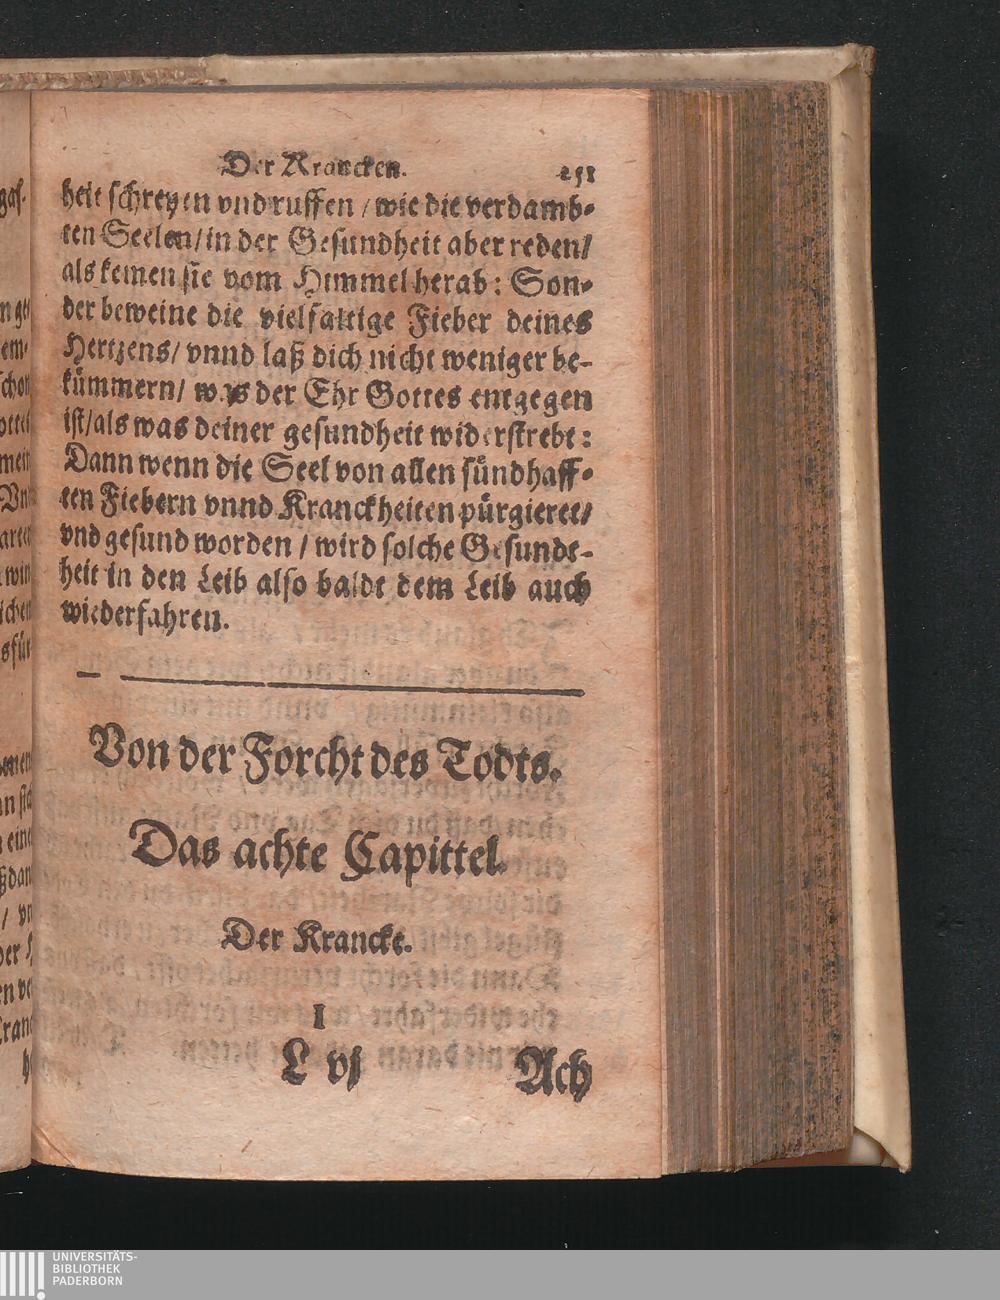 Der Krancken. 251
heit schreyen vnd ruffen / wie die verdamb-
ten Seelen / in der Gesundheit aber reden /
als kemen sie vom Himmel herab: Son-
der beweine die vielfaltige Fieber deines
Hertzens / vnnd laß dich nicht weniger be-
kümmern / was der Ehr Gottes entgegen
ist / als was deiner gesundheit widerstrebt:
Dann wenn die Seel von allen sündhaff-
ten Fiebern vnnd Kranckheiten pürgieret /
vnd gesund worden / wird solche Gesundt-
heit in den Leib also baldt dem Leib auch
wiederfahren.
Von der Forcht des Todts.
Das achte Capittel.
Der Krancke.
I
L vj Ach
UNIVERSITÄTS-
BIBLIOTHEK
PADERBORN